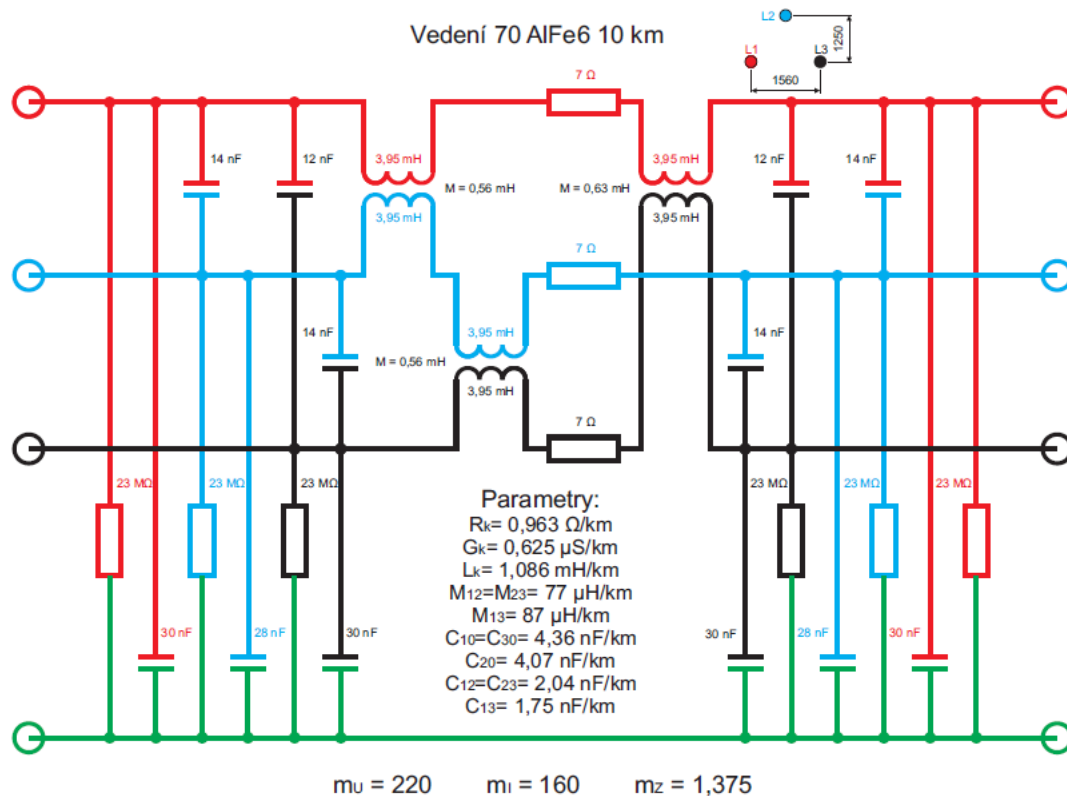 Vedení 70 AlFe6 10 km
L2
L1
L3
1250
1560
7 Ω
14 nF
12 nF
3,95 mH
M = 0,56 mH
3,95 mH
M = 0,63 mH
3,95 mH
3,95 mH
12 nF
14 nF
7 Ω
14 nF
3,95 mH
M = 0,56 mH
3,95 mH
14 nF
7 Ω
23 MΩ
23 MΩ
23 MΩ
23 MΩ
23 MΩ
23 MΩ
Parametry:
Rk= 0,963 Ω/km
Gk= 0,625 µS/km
Lk= 1,086 mH/km
M12=M23= 77 µH/km
M13= 87 µH/km
C10=C30= 4,36 nF/km
C20= 4,07 nF/km
C12=C23= 2,04 nF/km
C13= 1,75 nF/km
30 nF
28 nF
30 nF
30 nF
28 nF
30 nF
mU = 220 mI = 160 mZ = 1,375